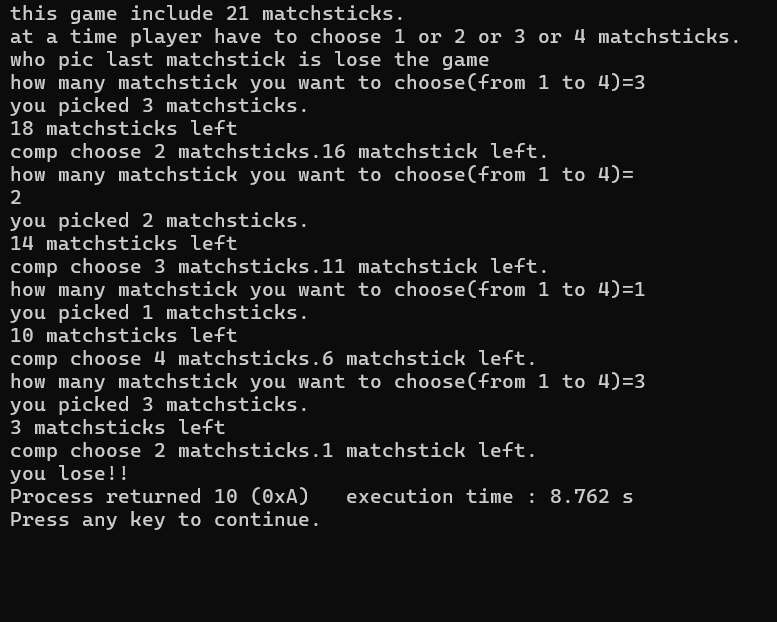 this game include 21 matchsticks.
at a time player have to choose 1 or 2 or 3 or 4 matchsticks.
who pic last matchstick is lose the game
how many matchstick you want to choose(from 1 to 4)=3
you picked 3 matchsticks.
18 matchsticks left
comp choose 2 matchsticks.16 matchstick left.
how many matchstick you want to choose(from 1 to 4)=
2
you picked 2 matchsticks.
14 matchsticks left
comp choose 3 matchsticks.11 matchstick left.
how many matchstick you want to choose(from 1 to 4)=1
you picked 1 matchsticks.
10 matchsticks left
comp choose 4 matchsticks.6 matchstick left.
how many matchstick you want to choose(from 1 to 4)=3
you picked 3 matchsticks.
3 matchsticks left
comp choose 2 matchsticks.1 matchstick left.
you lose!!
Process returned 10 (0xA)   execution time : 8.762 s
Press any key to continue.